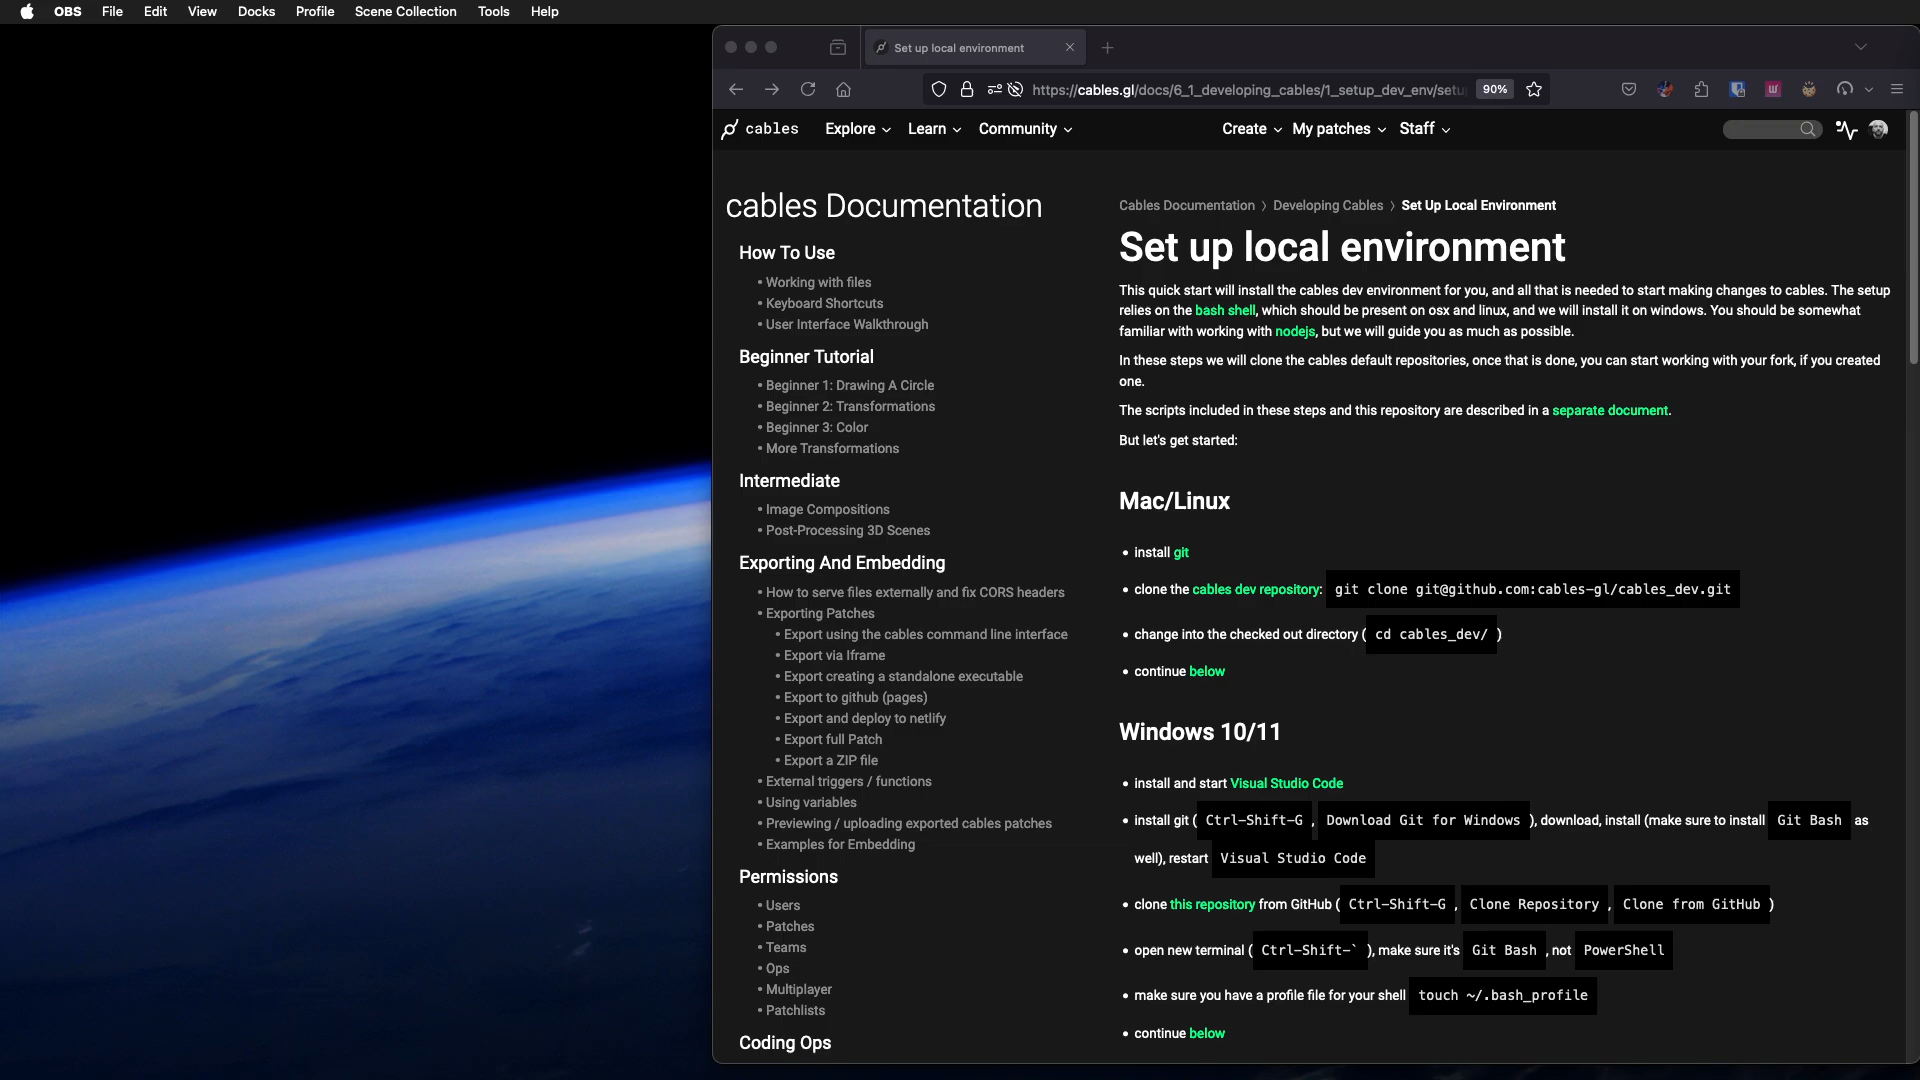 OBS File Edit View Docks Profile Scene Collection Tools Help
Set up local environment
https://cables.gl/docs/6_1_developing_cables/1_setup_dev_env/setu
90%
cables Explore Learn Community Create My patches Staff
cables Documentation
How To Use
• Working with files
• Keyboard Shortcuts
• User Interface Walkthrough
Beginner Tutorial
• Beginner 1: Drawing A Circle
• Beginner 2: Transformations
• Beginner 3: Color
• More Transformations
Intermediate
• Image Compositions
• Post-Processing 3D Scenes
Exporting And Embedding
• How to serve files externally and fix CORS headers
• Exporting Patches
• Export using the cables command line interface
• Export via Iframe
• Export creating a standalone executable
• Export to github (pages)
• Export and deploy to netlify
• Export full Patch
• Export a ZIP file
• External triggers / functions
• Using variables
• Previewing / uploading exported cables patches
• Examples for Embedding
Permissions
• Users
• Patches
• Teams
• Ops
• Multiplayer
• Patchlists
Coding Ops
Cables Documentation 〉 Developing Cables 〉 Set Up Local Environment
Set up local environment
This quick start will install the cables dev environment for you, and all that is needed to start making changes to cables. The setup
relies on the bash shell, which should be present on osx and linux, and we will install it on windows. You should be somewhat
familiar with working with nodejs, but we will guide you as much as possible.
In these steps we will clone the cables default repositories, once that is done, you can start working with your fork, if you created
one.
The scripts included in these steps and this repository are described in a separate document.
But let's get started:
Mac/Linux
• install git
• clone the cables dev repository: git clone git@github.com:cables-gl/cables_dev.git
• change into the checked out directory ( cd cables_dev/ )
• continue below
Windows 10/11
• install and start Visual Studio Code
• install git ( Ctrl-Shift-G , Download Git for Windows ), download, install (make sure to install Git Bash as
well), restart Visual Studio Code
• clone this repository from GitHub ( Ctrl-Shift-G , Clone Repository , Clone from GitHub )
• open new terminal ( Ctrl-Shift-` ), make sure it's Git Bash , not PowerShell
• make sure you have a profile file for your shell touch ~/.bash_profile
• continue below